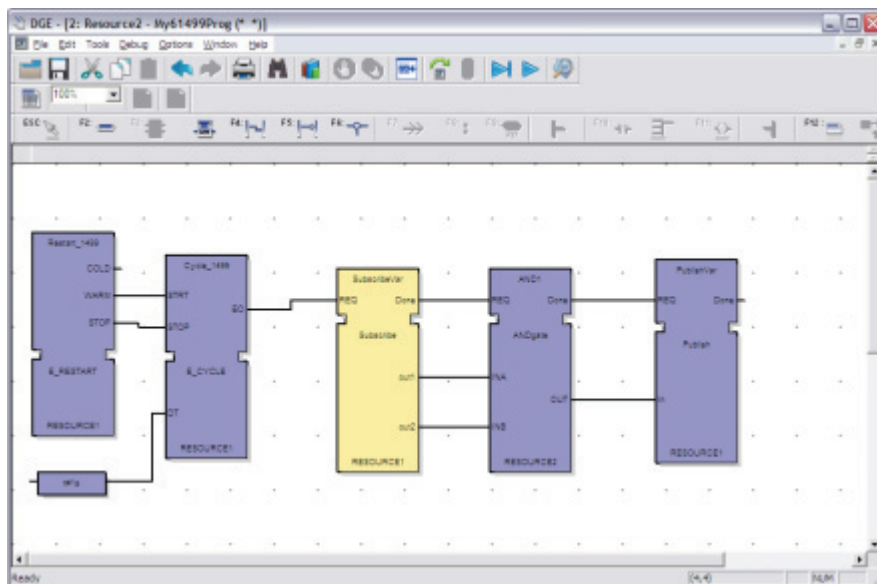 DGE - [2: Resource2 - My61499Prog (* *)]
File Edit Tools Debug Options Window Help
100%
ESC F2: F3: F4: F5: F6: F7: F8: F9: F10: F11: F12:
Restart_1499
COLD
WARM
STOP
E_RESTART
RESOURCE1
Cycle_1499
START
STOP
EO
E_CYCLE
DT
RESOURCE1
SubscribeVar
REQ Done
Subscribe
out1
out2
RESOURCE1
AND1
REQ Done
ANDgate
INA
OUT
INB
RESOURCE2
PublishVar
REQ Done
Publish
in
RESOURCE1
Ready (4,4) NUM